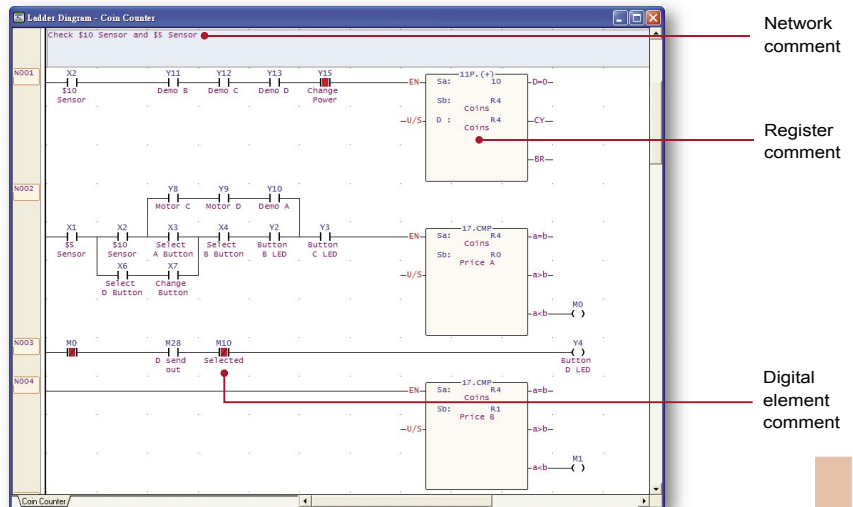 Ladder Diagram - Coin Counter
Check $10 Sensor and $5 Sensor
Network
comment
N001
X2 Y11 Y12 Y13 Y15
$10 Demo B Demo C Demo D Change
Sensor Power
EN 11P.(+)
Sa: 10 D=0
Sb: R4
Coins
U/S D : R4 CY
Coins
BR
Register
comment
N002
Y8 Y9 Y10
Motor C Motor D Demo A
X1 X2 X3 X4 Y2 Y3
$5 $10 Select Select Button Button
Sensor Sensor A Button B Button B LED C LED
X6 X7
Select Change
D Button Button
EN 17.CMP
Sa: R4 a=b
Coins
Sb: R0
Price A
U/S a>b
M0
a<b ( )
N003
M0 M28 M10 Y4
D send Selected Button
out D LED
( )
N004
EN 17.CMP
Sa: R4 a=b
Coins
Sb: R1
Price B
U/S a>b
M1
a<b ( )
Digital
element
comment
Coin Counter